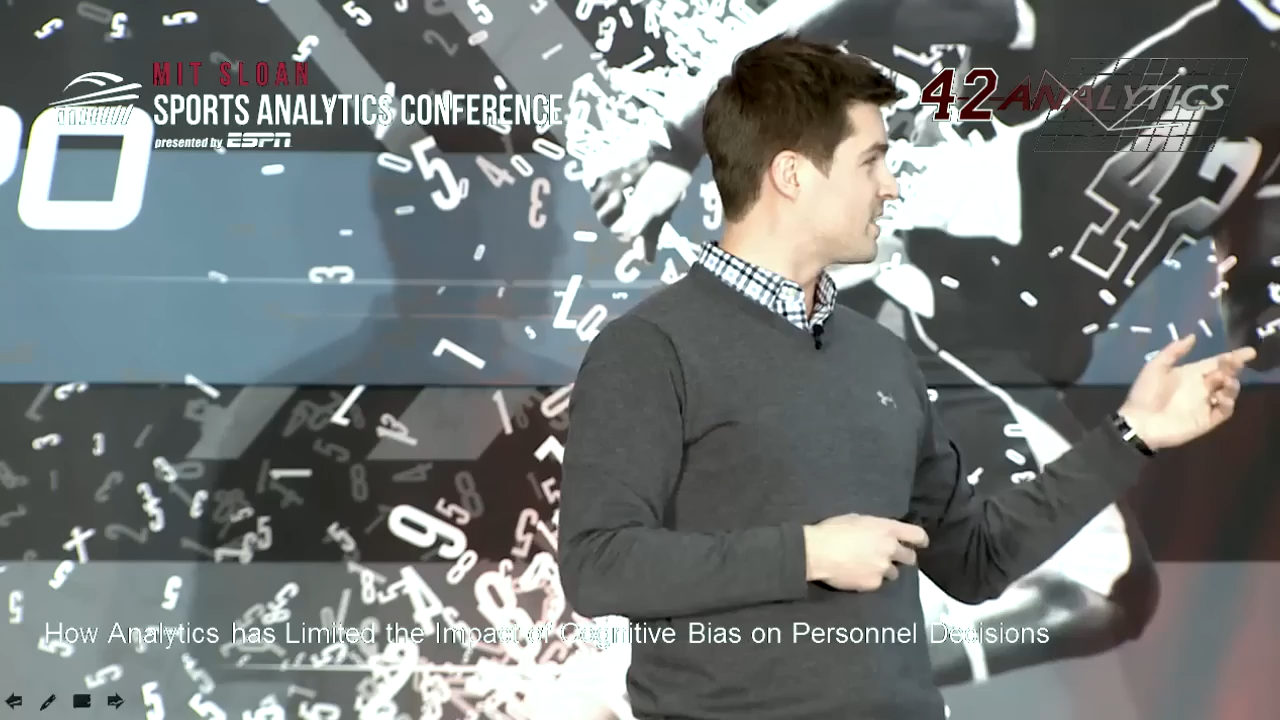 MIT SLOAN
SPORTS ANALYTICS CONFERENCE
presented by ESPN
42 ANALYTICS
42
How Analytics has Limited the Impact of Cognitive Bias on Personnel Decisions